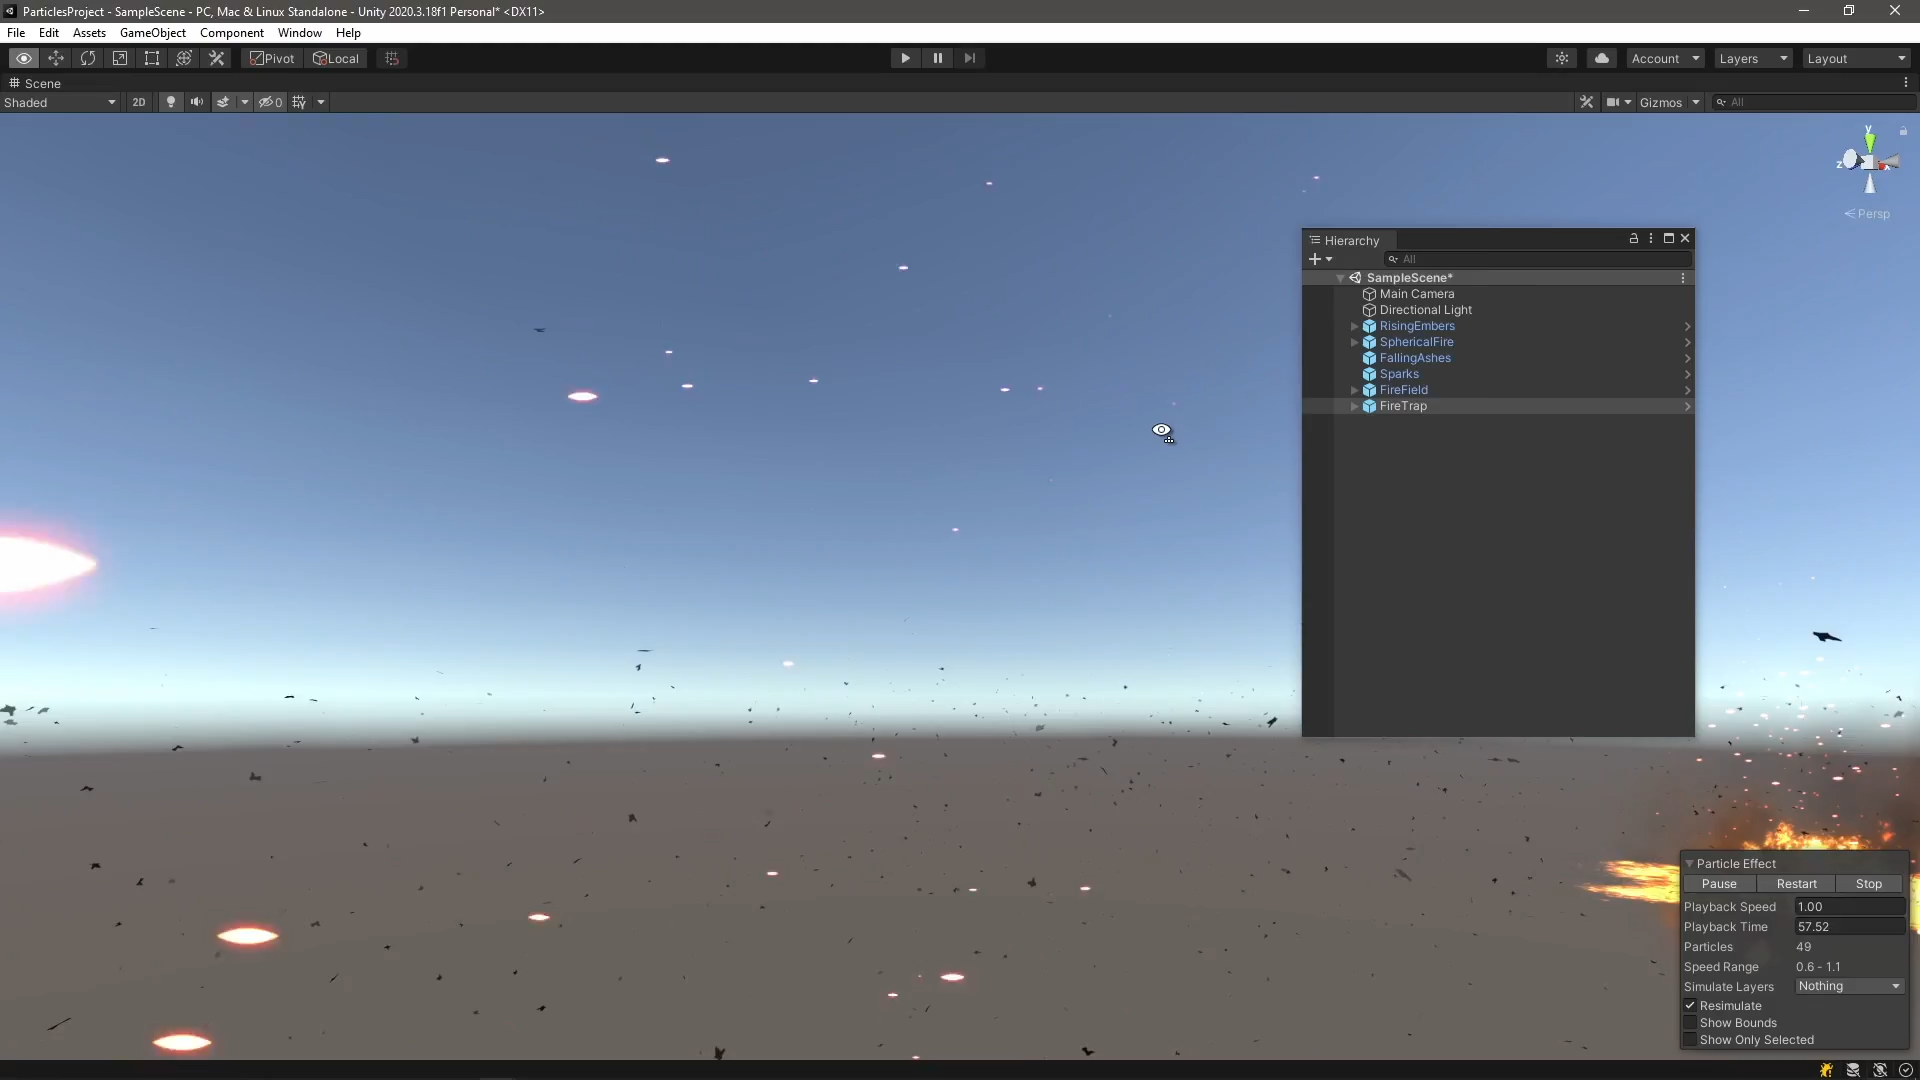 ParticlesProject - SampleScene - PC, Mac & Linux Standalone - Unity 2020.3.18f1 Personal* <DX11>
File Edit Assets GameObject Component Window Help
Pivot Local Account Layers Layout
Scene
Shaded 2D 0 Gizmos All
y
z x
Persp
Hierarchy
All
SampleScene*
Main Camera
Directional Light
RisingEmbers
SphericalFire
FallingAshes
Sparks
FireField
FireTrap
Particle Effect
Pause Restart Stop
Playback Speed 1.00
Playback Time 57.52
Particles 49
Speed Range 0.6 - 1.1
Simulate Layers Nothing
Resimulate
Show Bounds
Show Only Selected